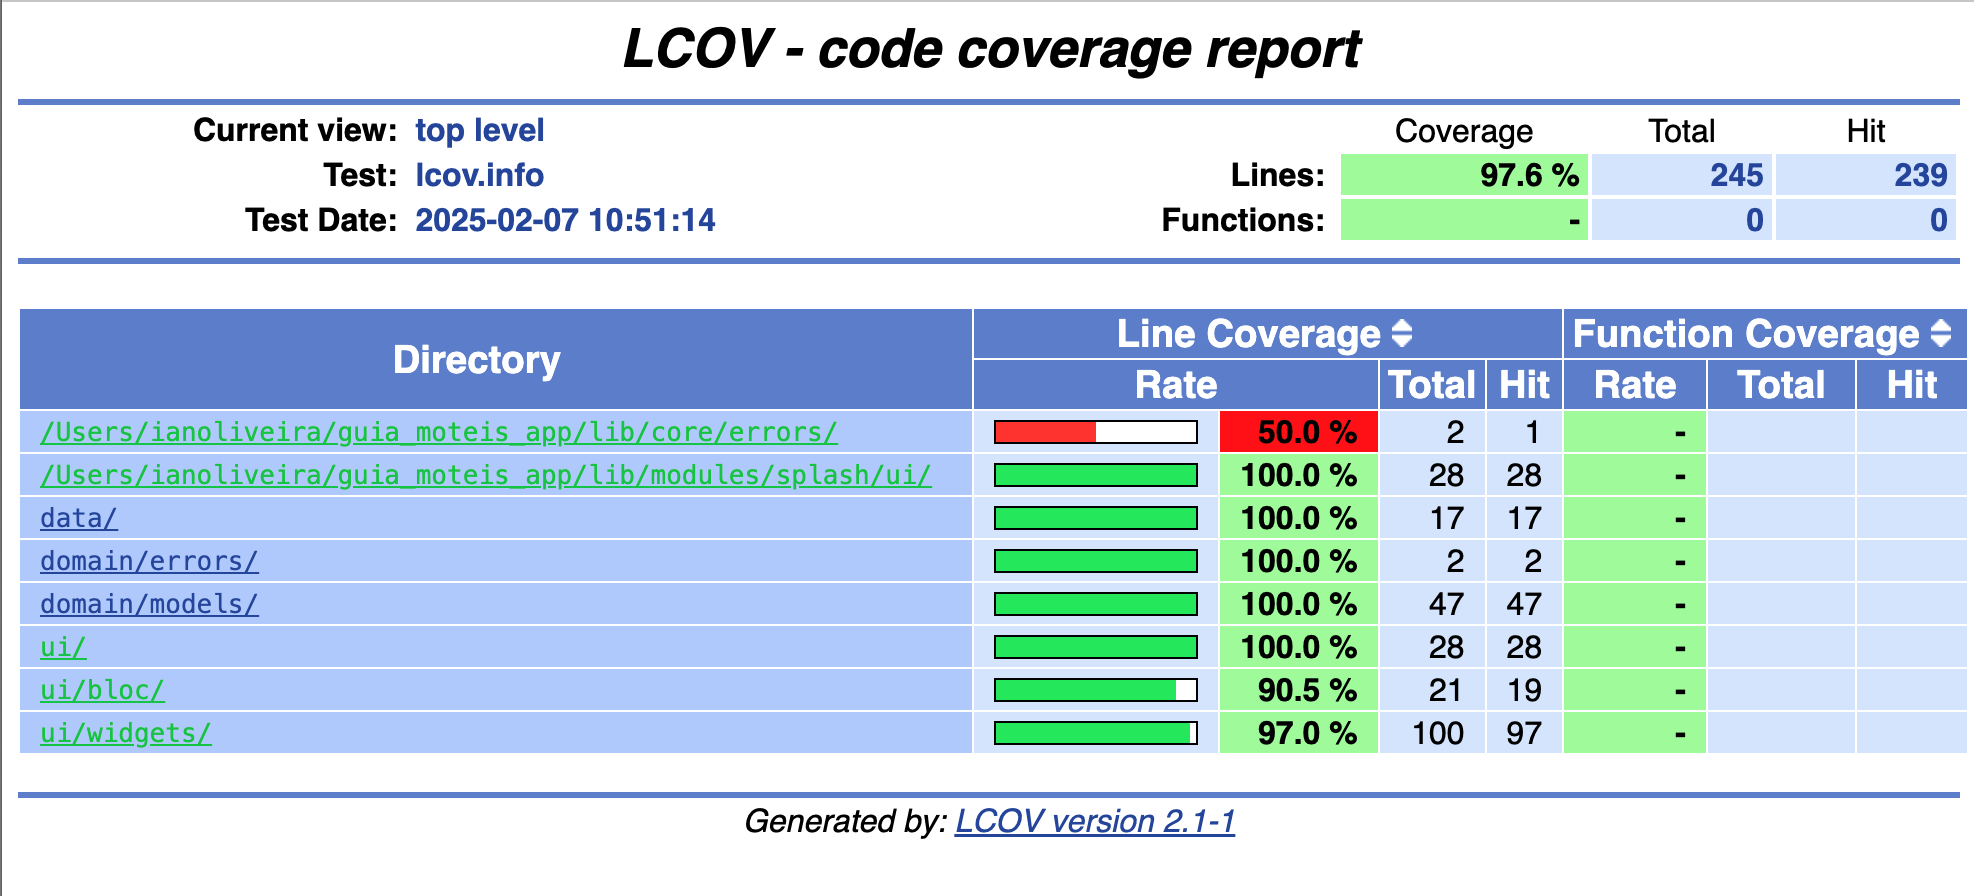 LCOV - code coverage report
Current view: top level
Coverage Total Hit
Test: lcov.info
Lines: 97.6 % 245 239
Test Date: 2025-02-07 10:51:14
Functions: - 0 0
Directory Line Coverage Function Coverage
Rate Total Hit Rate Total Hit
/Users/ianoliveira/guia_moteis_app/lib/core/errors/ 50.0 % 2 1 -
/Users/ianoliveira/guia_moteis_app/lib/modules/splash/ui/ 100.0 % 28 28 -
data/ 100.0 % 17 17 -
domain/errors/ 100.0 % 2 2 -
domain/models/ 100.0 % 47 47 -
ui/ 100.0 % 28 28 -
ui/bloc/ 90.5 % 21 19 -
ui/widgets/ 97.0 % 100 97 -
Generated by: LCOV version 2.1-1